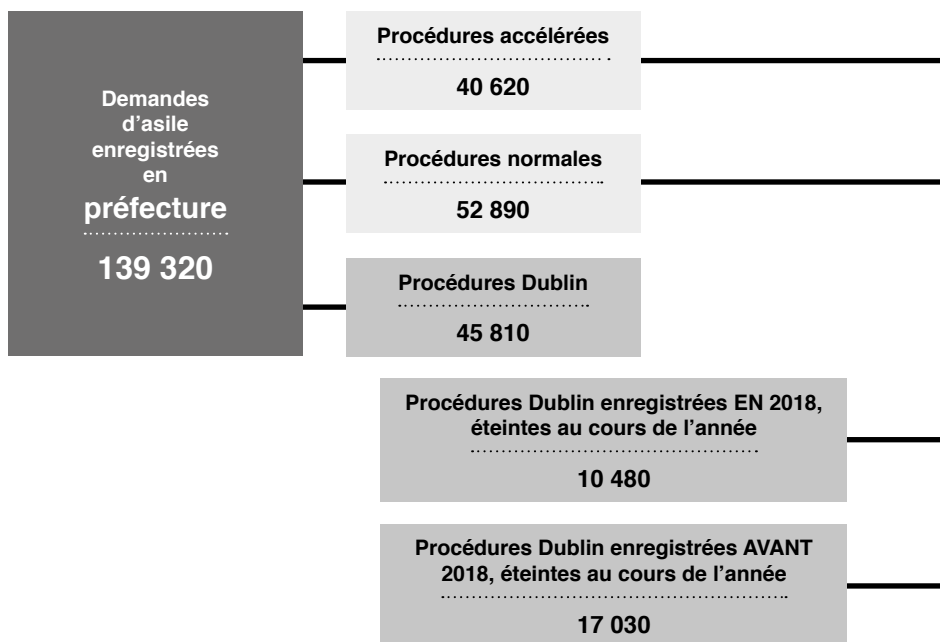 Demandes
d’asile
enregistrées
en
préfecture
139 320
Procédures accélérées
40 620
Procédures normales
52 890
Procédures Dublin
45 810
Procédures Dublin enregistrées EN 2018,
éteintes au cours de l’année
10 480
Procédures Dublin enregistrées AVANT
2018, éteintes au cours de l’année
17 030